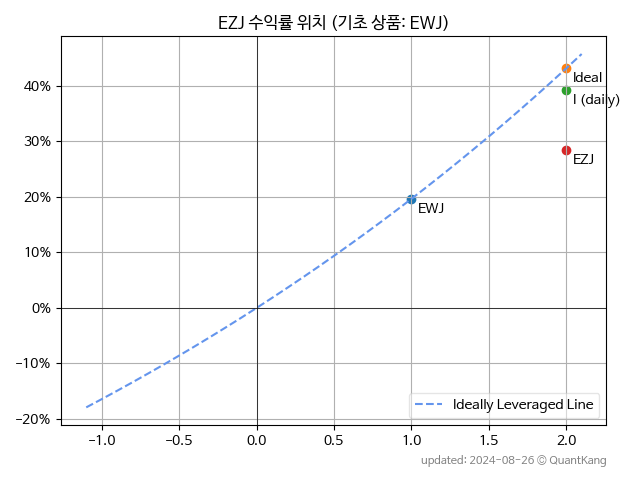 EZJ 수익률 위치 (기초 상품: EWJ)
40%
30%
20%
10%
0%
−10%
−20%
Ideal
I (daily)
EZJ
EWJ
Ideally Leveraged Line
−1.0 −0.5 0.0 0.5 1.0 1.5 2.0
updated: 2024-08-26 © QuantKang